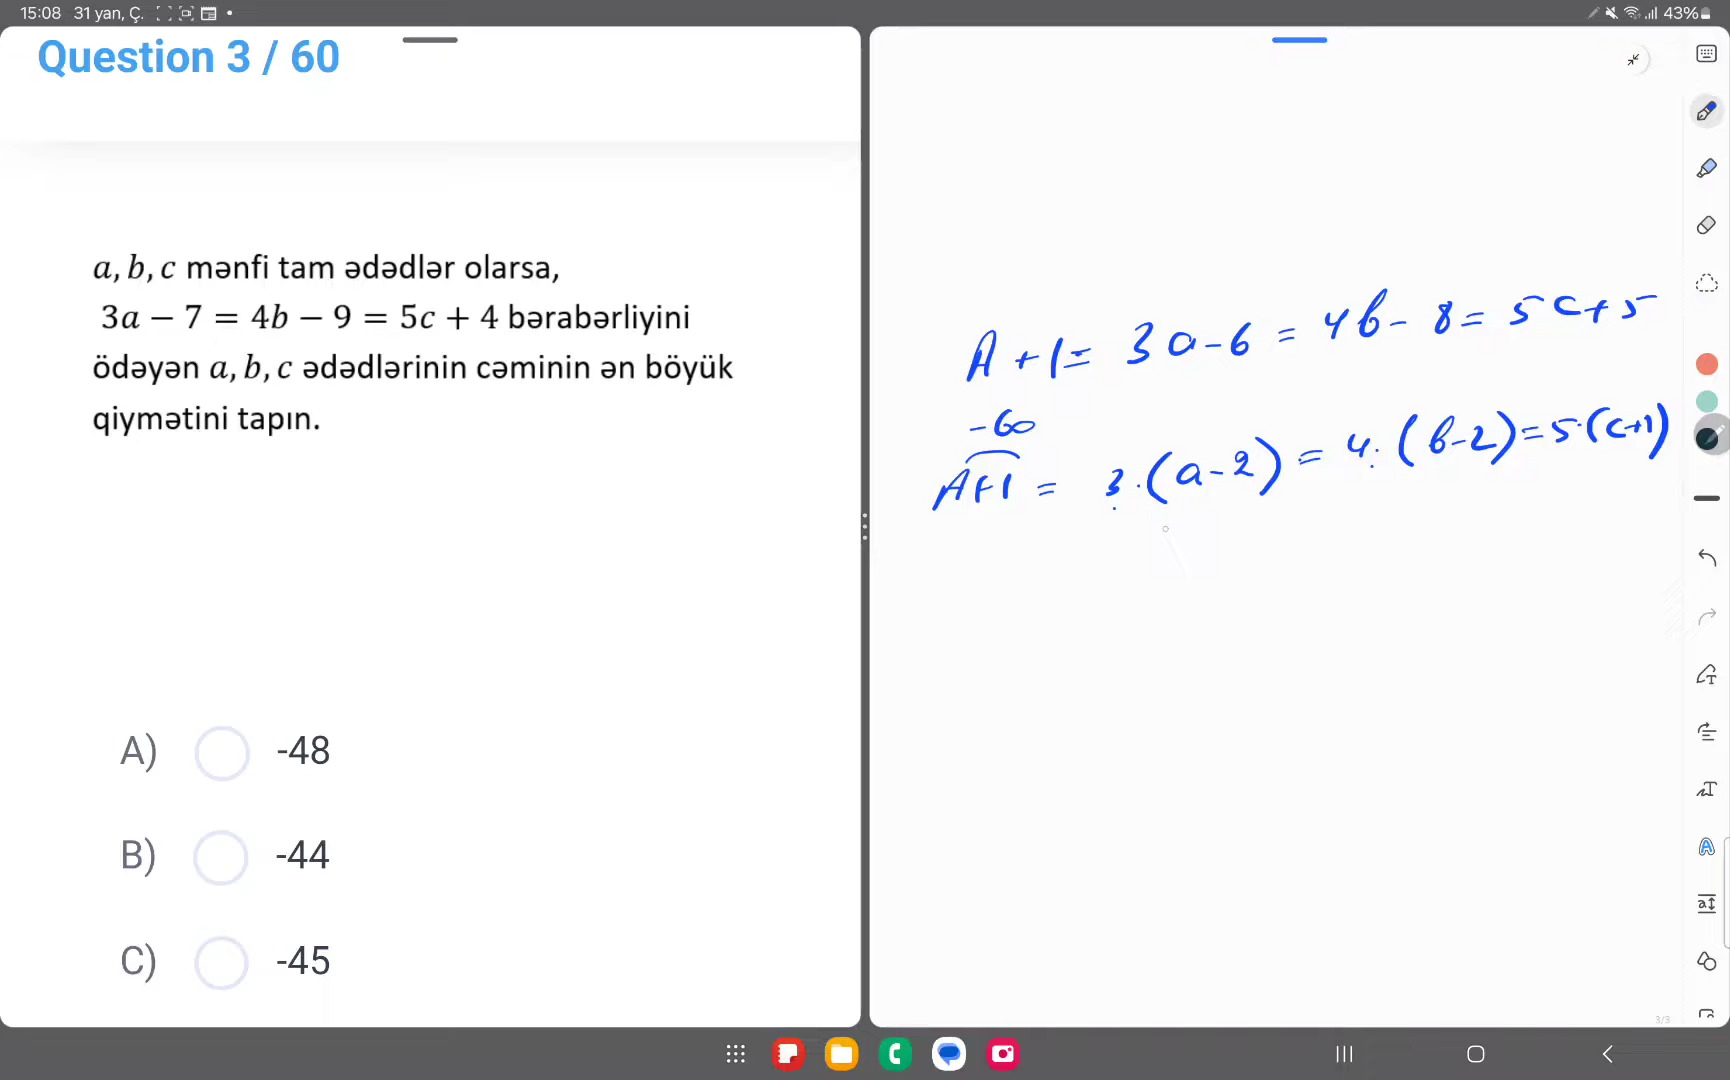 15:08 31 yan, Ç.
43%
Question 3 / 60
a, b, c mənfi tam ədədlər olarsa,
3a − 7 = 4b − 9 = 5c + 4 bərabərliyini
ödəyən a, b, c ədədlərinin cəminin ən böyük
qiymətini tapın.
A) -48
B) -44
C) -45
A + 1 = 3a - 6 = 4b - 8 = 5c + 5
-60
A+1 = 3·(a-2) = 4·(b-2) = 5·(c+1)
3/3